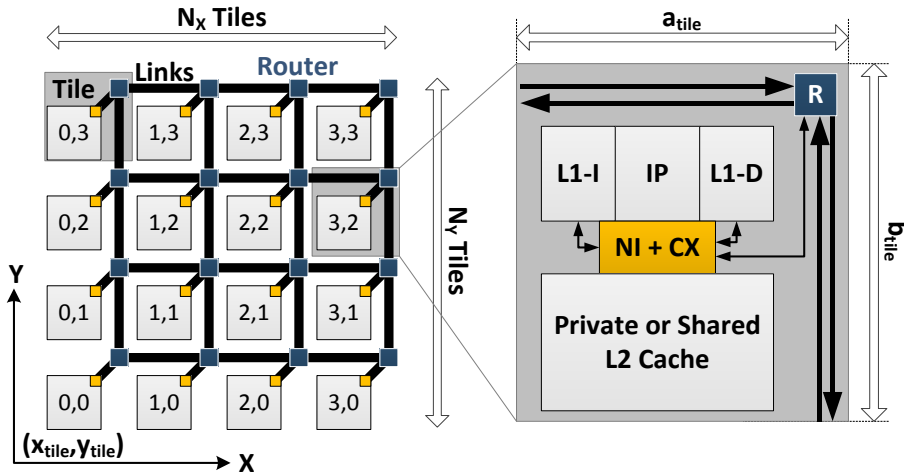 N_X Tiles
a_tile
Links
Router
Tile
R
0,3
1,3
2,3
3,3
L1-I
IP
L1-D
0,2
1,2
2,2
3,2
N_Y Tiles
b_tile
NI + CX
Y
0,1
1,1
2,1
3,1
Private or Shared
L2 Cache
0,0
1,0
2,0
3,0
(x_tile,y_tile)
X